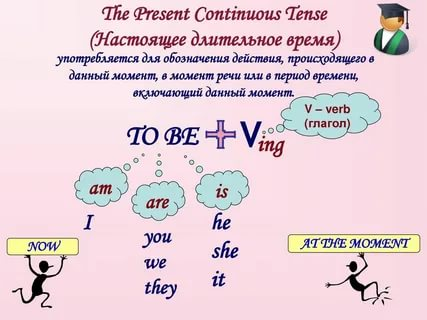 The Present Continuous Tense
(Настоящее длительное время)
употребляется для обозначения действия, происходящего в
данный момент, в момент речи или в период времени,
включающий данный момент.
V – verb
(глагол)
TO BE + Ving
am
are
is
I
you
we
they
he
she
it
NOW
AT THE MOMENT